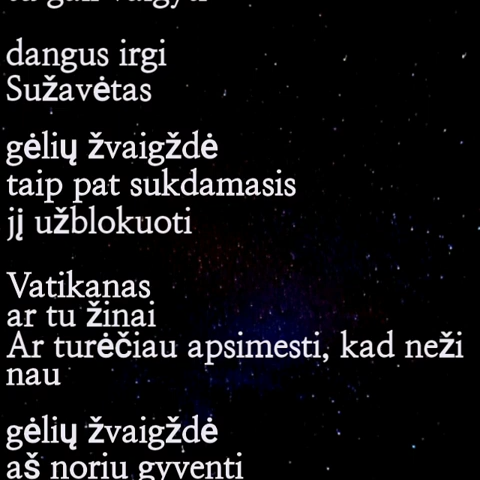 dangus irgi
Sužavėtas
gėlių žvaigždė
taip pat sukdamasis
jį užblokuoti
Vatikanas
ar tu žinai
Ar turėčiau apsimesti, kad neži
nau
gėlių žvaigždė
aš noriu gyventi